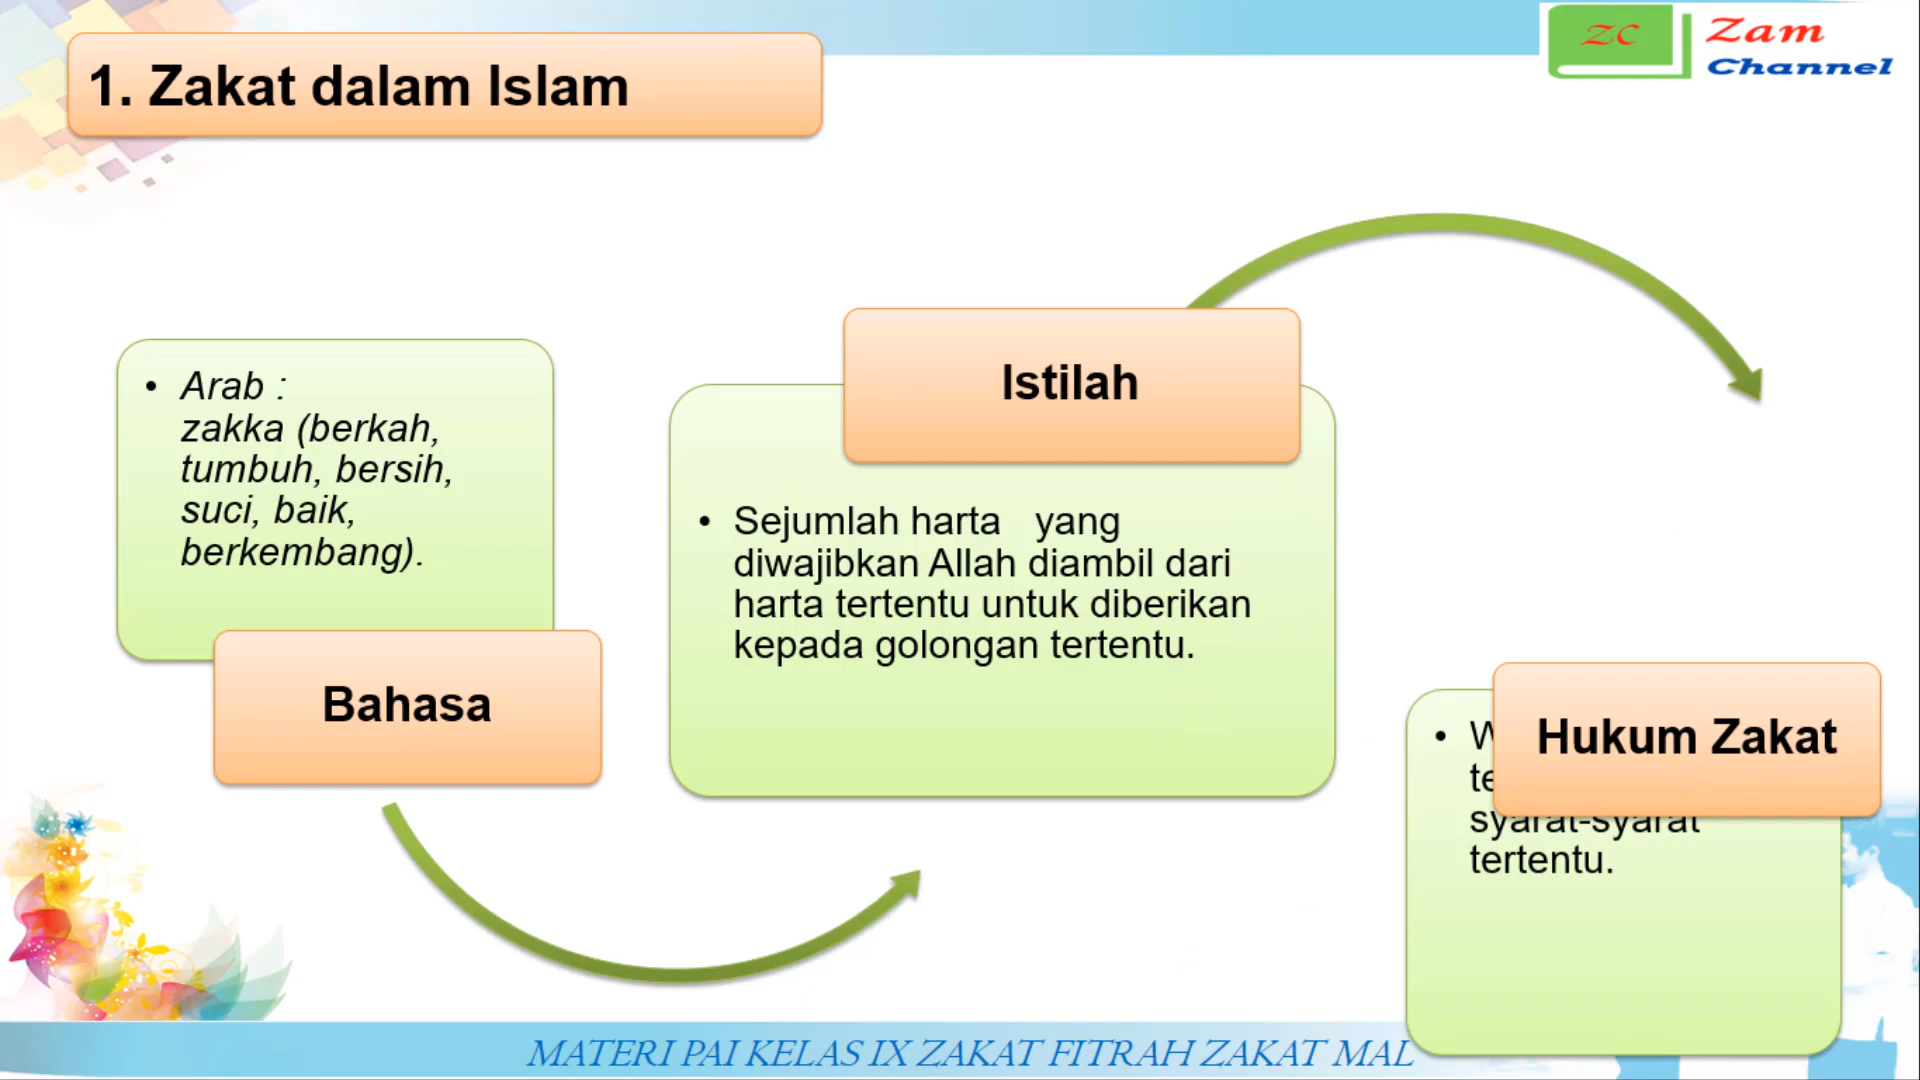 1. Zakat dalam Islam
ZC
Zam
Channel
• Arab :
zakka (berkah,
tumbuh, bersih,
suci, baik,
berkembang).
Bahasa
Istilah
• Sejumlah harta yang
diwajibkan Allah diambil dari
harta tertentu untuk diberikan
kepada golongan tertentu.
Hukum Zakat
•
syarat-syarat
tertentu.
MATERI PAI KELAS IX ZAKAT FITRAH ZAKAT MAL